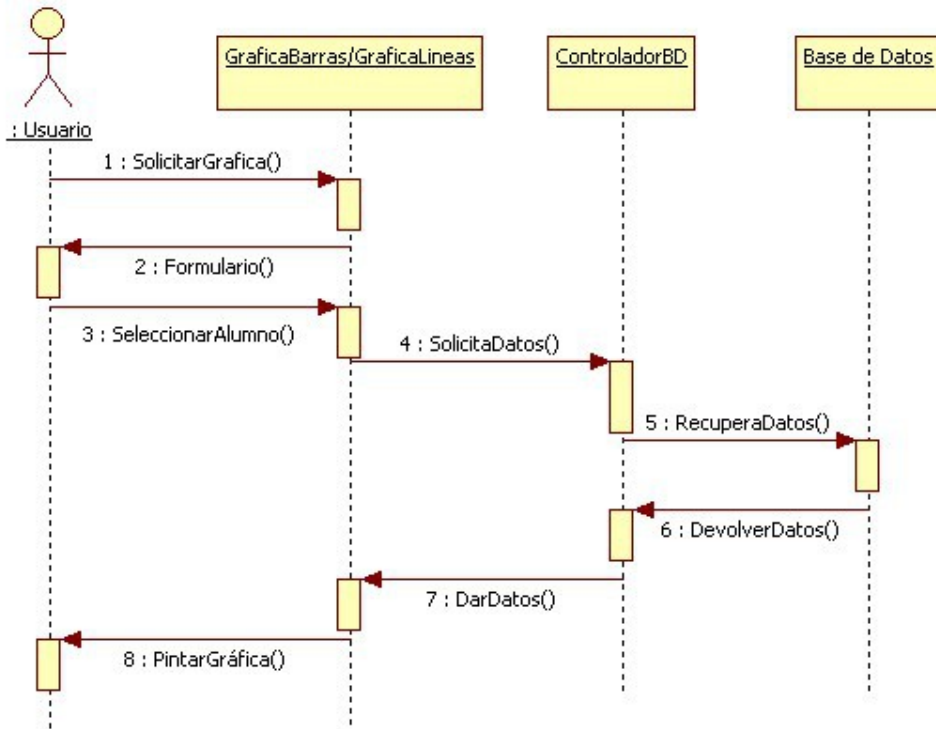 GraficaBarras/GraficaLineas
ControladorBD
Base de Datos
: Usuario
1 : SolicitarGrafica()
2 : Formulario()
3 : SeleccionarAlumno()
4 : SolicitaDatos()
5 : RecuperaDatos()
6 : DevolverDatos()
7 : DarDatos()
8 : PintarGráfica()